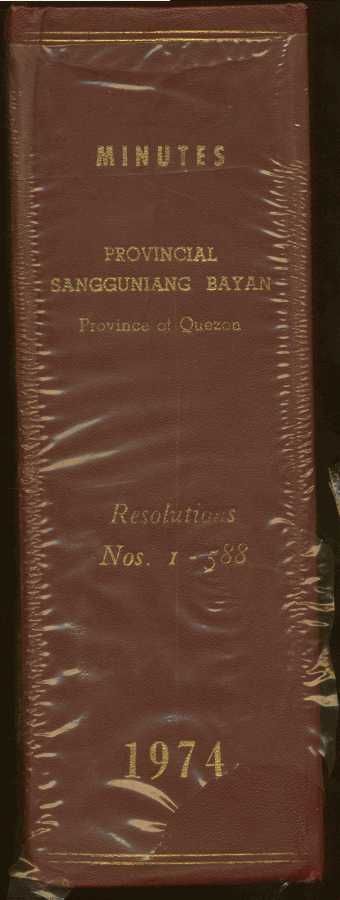 MINUTES
PROVINCIAL
SANGGUNIANG BAYAN
Province of Quezon
Resolutions
Nos. 1 - 588
1974